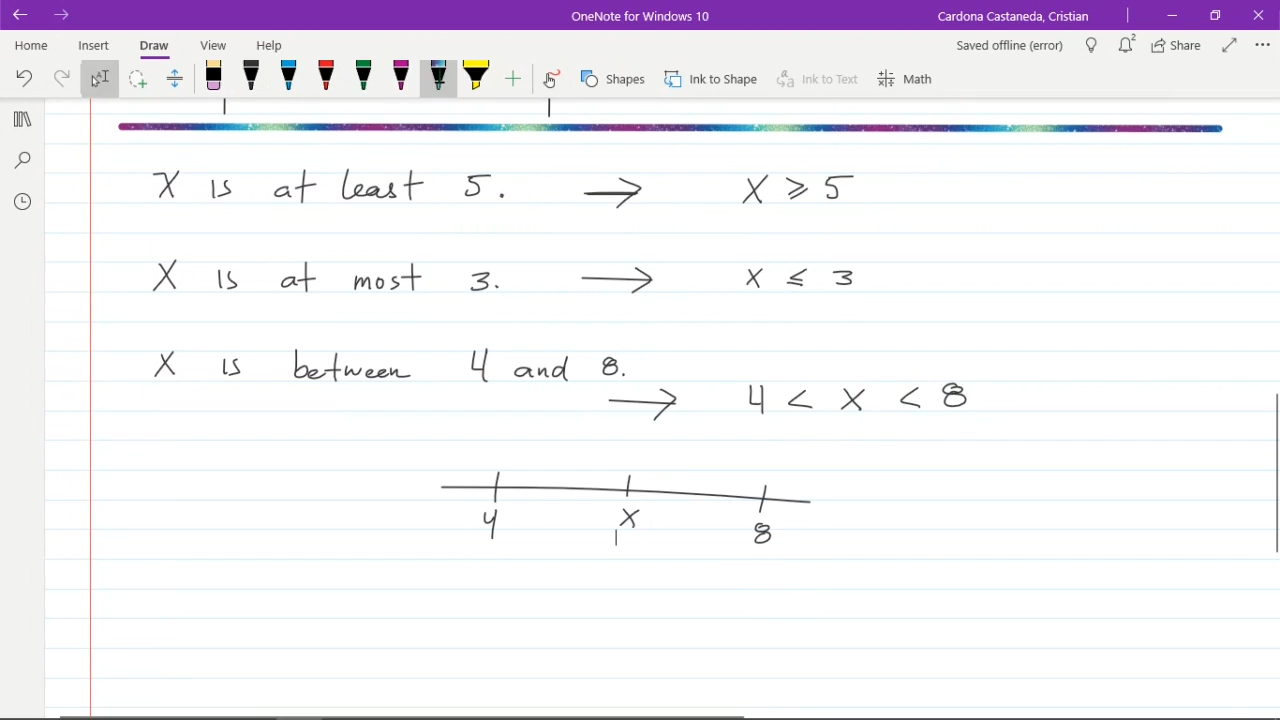 OneNote for Windows 10
Cardona Castaneda, Cristian
Home Insert Draw View Help
Saved offline (error)
Share
Shapes
Ink to Shape
Ink to Text
Math
X is at least 5. → X ⩾ 5
X is at most 3. → x ⩽ 3
X is between 4 and 8.
→ 4 < x < 8
4 x 8